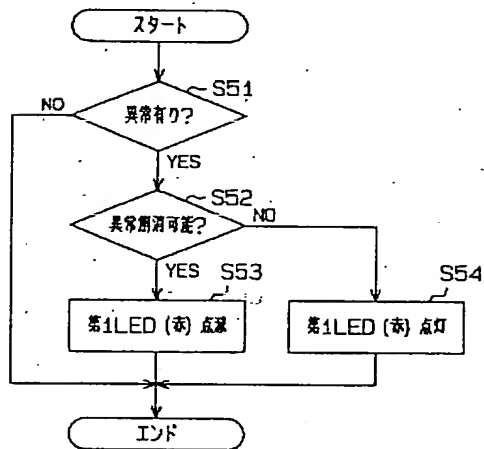 スタート
S51
異常有り?
NO
YES
S52
異常解消可能?
NO
YES
S53
第1LED (赤) 点滅
S54
第1LED (赤) 点灯
エンド